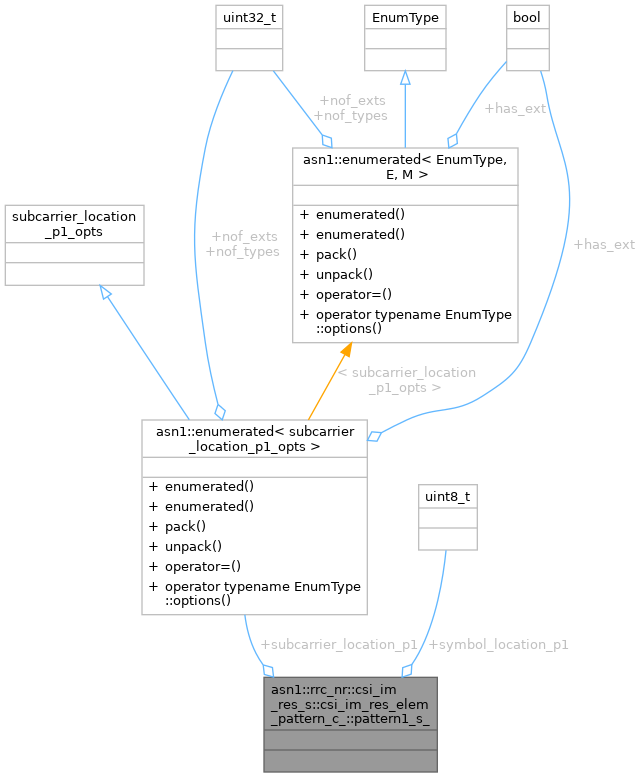 uint32_t
EnumType
bool
+nof_exts
+nof_types
+has_ext
asn1::enumerated< EnumType,
E, M >
+ enumerated()
+ enumerated()
+ pack()
+ unpack()
+ operator=()
+ operator typename EnumType
::options()
subcarrier_location
_p1_opts
+nof_exts
+nof_types
+has_ext
< subcarrier_location
_p1_opts >
asn1::enumerated< subcarrier
_location_p1_opts >
+ enumerated()
+ enumerated()
+ pack()
+ unpack()
+ operator=()
+ operator typename EnumType
::options()
uint8_t
+subcarrier_location_p1
+symbol_location_p1
asn1::rrc_nr::csi_im
_res_s::csi_im_res_elem
_pattern_c_::pattern1_s_